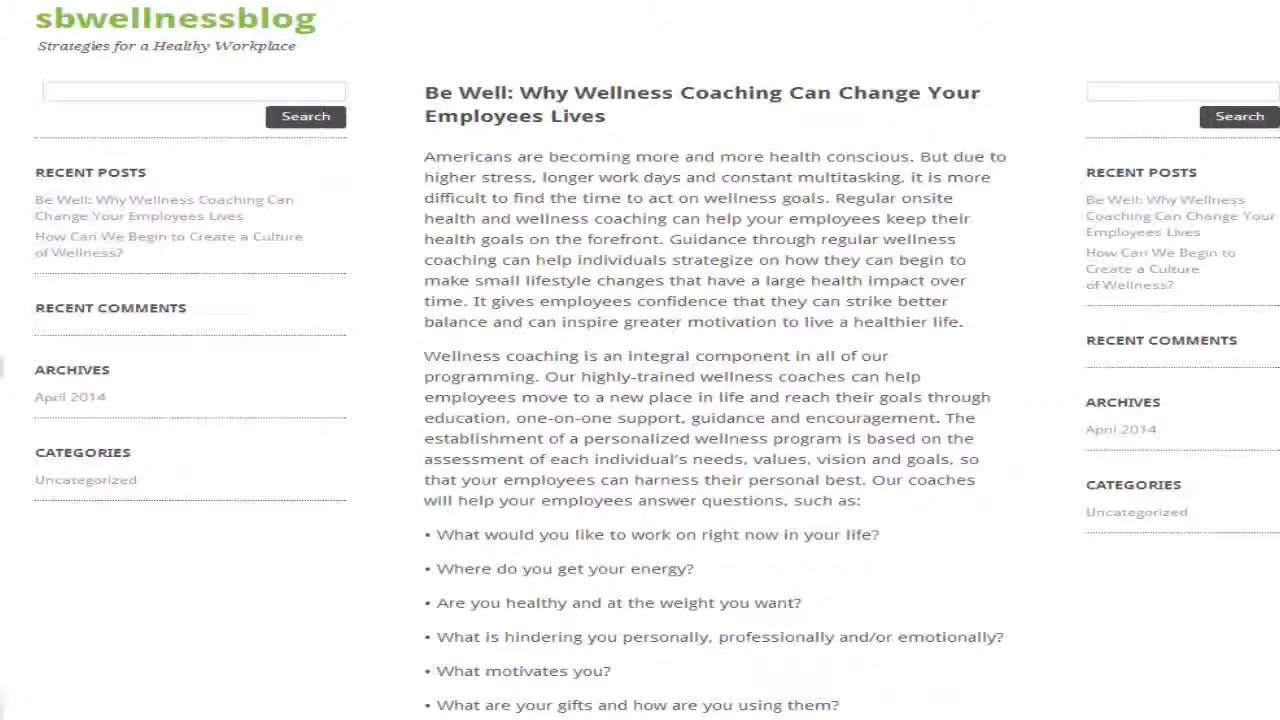 sbwellnessblog
Strategies for a Healthy Workplace
Search
RECENT POSTS
Be Well: Why Wellness Coaching Can
Change Your Employees Lives
How Can We Begin to Create a Culture
of Wellness?
RECENT COMMENTS
ARCHIVES
April 2014
CATEGORIES
Uncategorized
Be Well: Why Wellness Coaching Can Change Your
Employees Lives
Americans are becoming more and more health conscious. But due to
higher stress, longer work days and constant multitasking, it is more
difficult to find the time to act on wellness goals. Regular onsite
health and wellness coaching can help your employees keep their
health goals on the forefront. Guidance through regular wellness
coaching can help individuals strategize on how they can begin to
make small lifestyle changes that have a large health impact over
time. It gives employees confidence that they can strike better
balance and can inspire greater motivation to live a healthier life.
Wellness coaching is an integral component in all of our
programming. Our highly-trained wellness coaches can help
employees move to a new place in life and reach their goals through
education, one-on-one support, guidance and encouragement. The
establishment of a personalized wellness program is based on the
assessment of each individual’s needs, values, vision and goals, so
that your employees can harness their personal best. Our coaches
will help your employees answer questions, such as:
• What would you like to work on right now in your life?
• Where do you get your energy?
• Are you healthy and at the weight you want?
• What is hindering you personally, professionally and/or emotionally?
• What motivates you?
• What are your gifts and how are you using them?
Search
RECENT POSTS
Be Well: Why Wellness
Coaching Can Change Your
Employees Lives
How Can We Begin to
Create a Culture
of Wellness?
RECENT COMMENTS
ARCHIVES
April 2014
CATEGORIES
Uncategorized